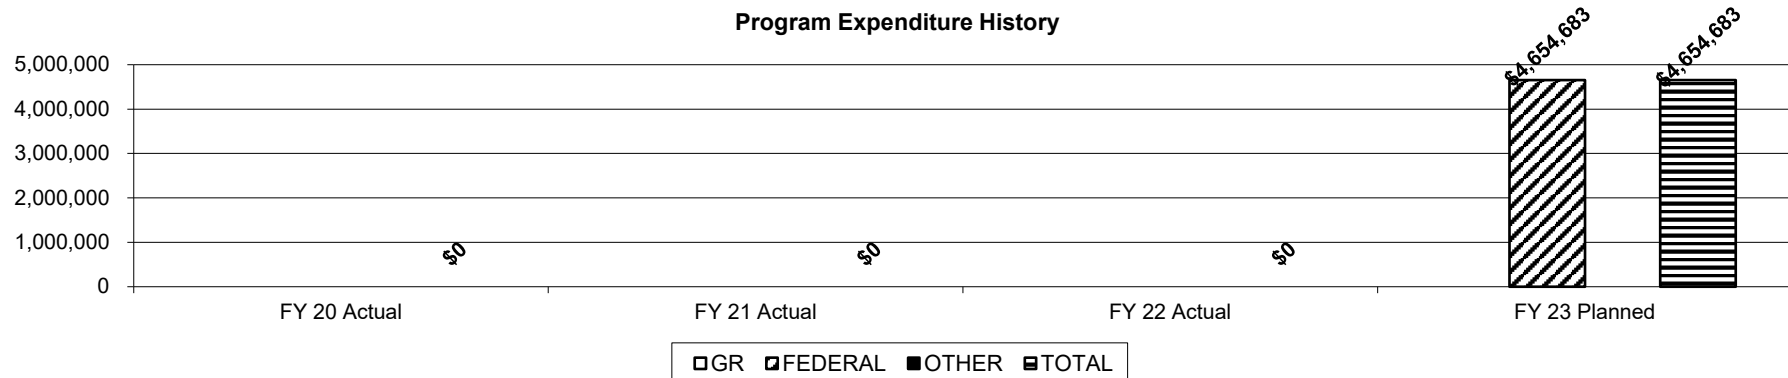 Program Expenditure History
$4,654,683
$4,654,683
5,000,000
4,000,000
3,000,000
2,000,000
1,000,000
0
$0
$0
$0
FY 20 Actual
FY 21 Actual
FY 22 Actual
FY 23 Planned
GR FEDERAL OTHER TOTAL